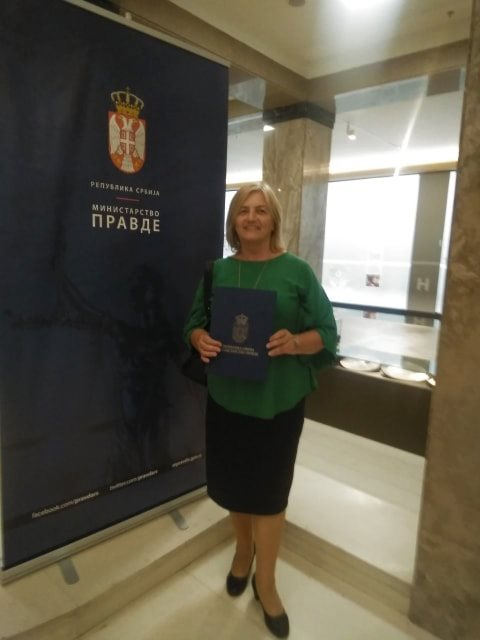 РЕПУБЛИКА СРБИЈА
МИНИСТАРСТВО
ПРАВДЕ
facebook.com/pravdars
twitter.com/pravdars
H